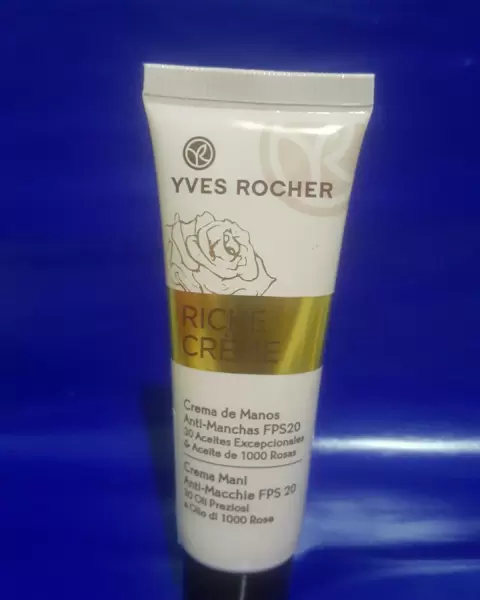 YVES ROCHER
RICHE
CRÈME
Crema de Manos
Anti-Manchas FPS20
30 Aceites Excepcionales
& Aceite de 1000 Rosas
Crema Mani
Anti-Macchie FPS 20
30 Oli Preziosi
e Olio di 1000 Rose